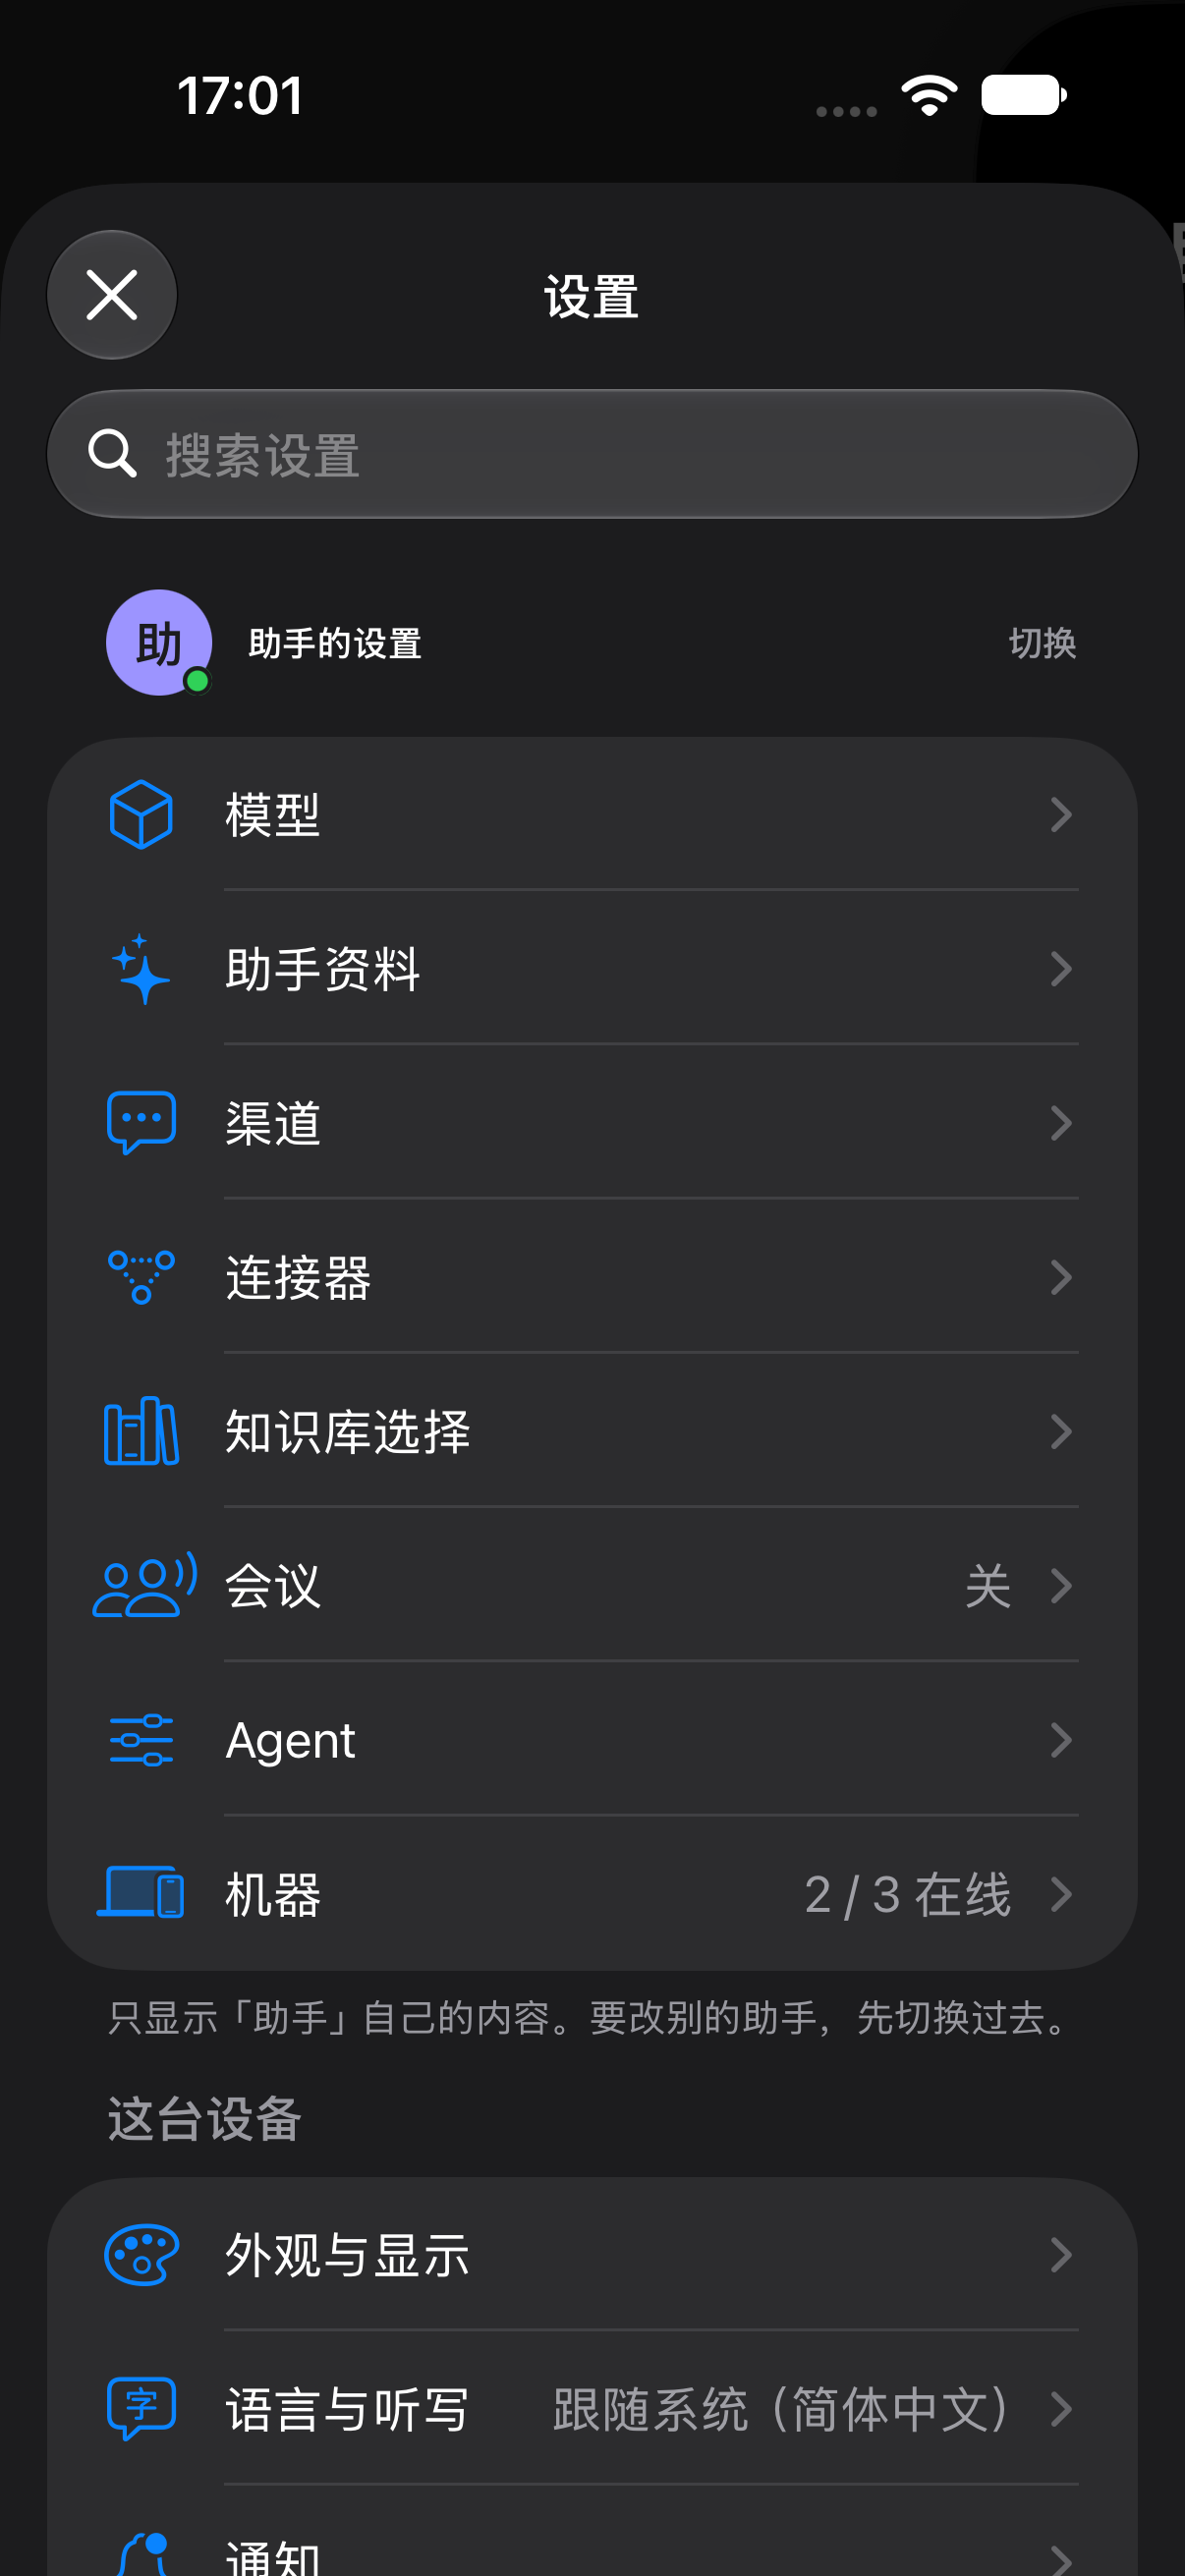 17:01
设置
搜索设置
助
助手的设置
切换
模型
助手资料
渠道
连接器
知识库选择
会议
关
Agent
机器
2 / 3 在线
只显示「助手」自己的内容。要改别的助手，先切换过去。
这台设备
外观与显示
字
语言与听写
跟随系统（简体中文）
通知